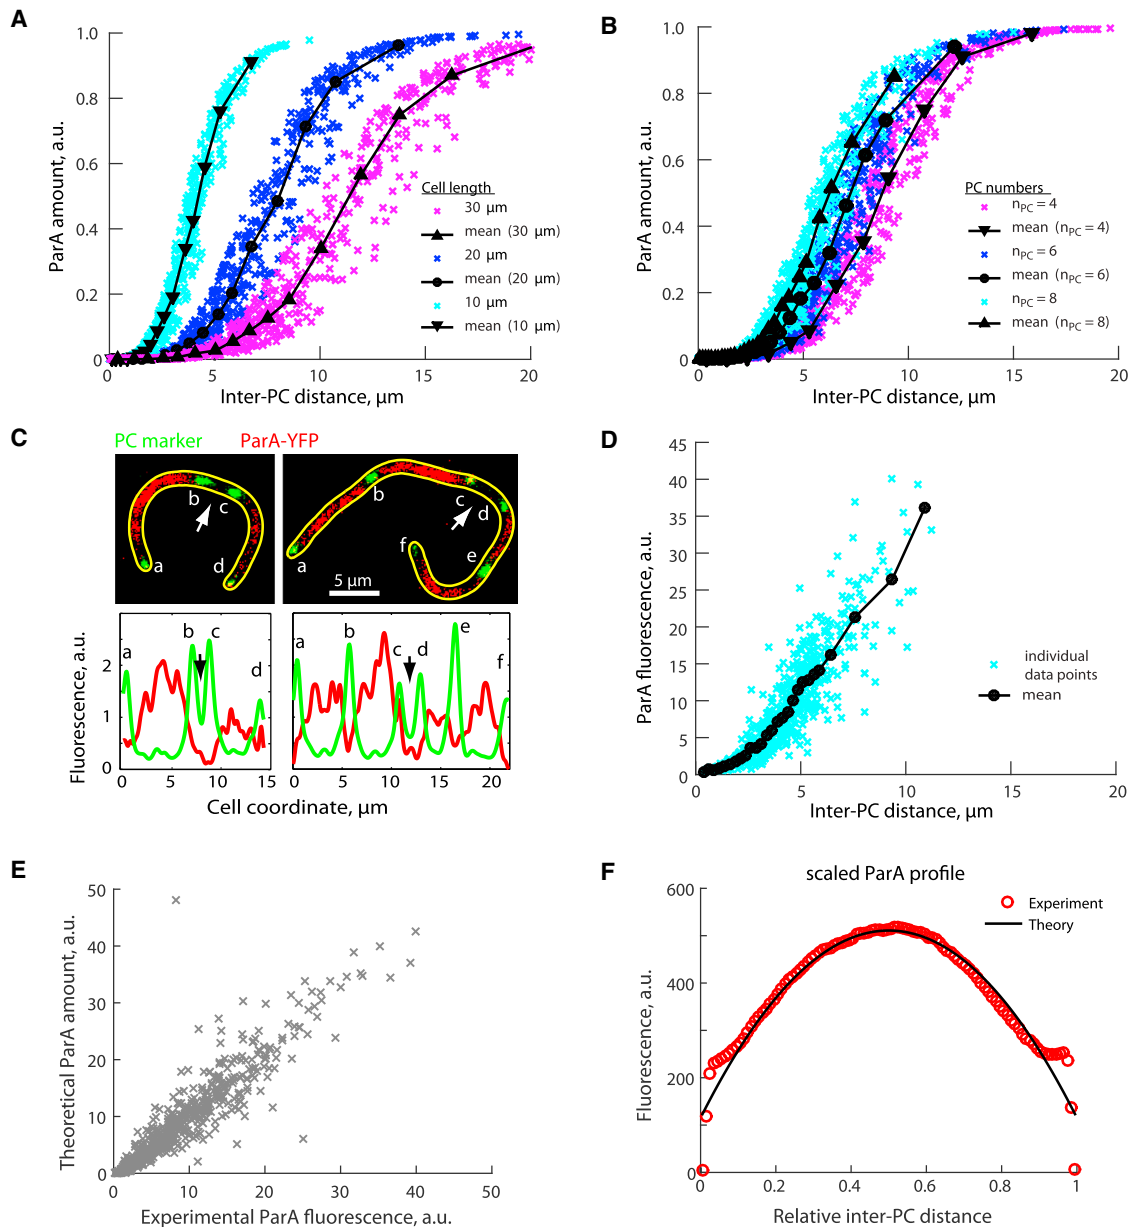 A
1.0
0.8
0.6
0.4
0.2
0
ParA amount, a.u.
0
5
10
15
20
Inter-PC distance, µm
Cell length
30 µm
mean (30 µm)
20 µm
mean (20 µm)
10 µm
mean (10 µm)
B
1.0
0.8
0.6
0.4
0.2
0
ParA amount, a.u.
0
5
10
15
20
Inter-PC distance, µm
PC numbers
nPC = 4
mean (nPC = 4)
nPC = 6
mean (nPC = 6)
nPC = 8
mean (nPC = 8)
C
PC marker
ParA-YFP
b
c
a
d
b
c
d
a
f
e
5 µm
a
b
c
d
2
1
0
Fluorescence, a.u.
0
5
10
15
a
b
c
d
e
f
0
5
10
15
20
Cell coordinate, µm
D
45
40
35
30
25
20
15
10
5
0
ParA fluorescence, a.u.
0
5
10
15
20
Inter-PC distance, µm
individual
data points
mean
E
50
40
30
20
10
0
Theoretical ParA amount, a.u.
0
10
20
30
40
50
Experimental ParA fluorescence, a.u.
F
scaled ParA profile
600
400
200
0
Fluorescence, a.u.
0
0.2
0.4
0.6
0.8
1
Relative inter-PC distance
Experiment
Theory